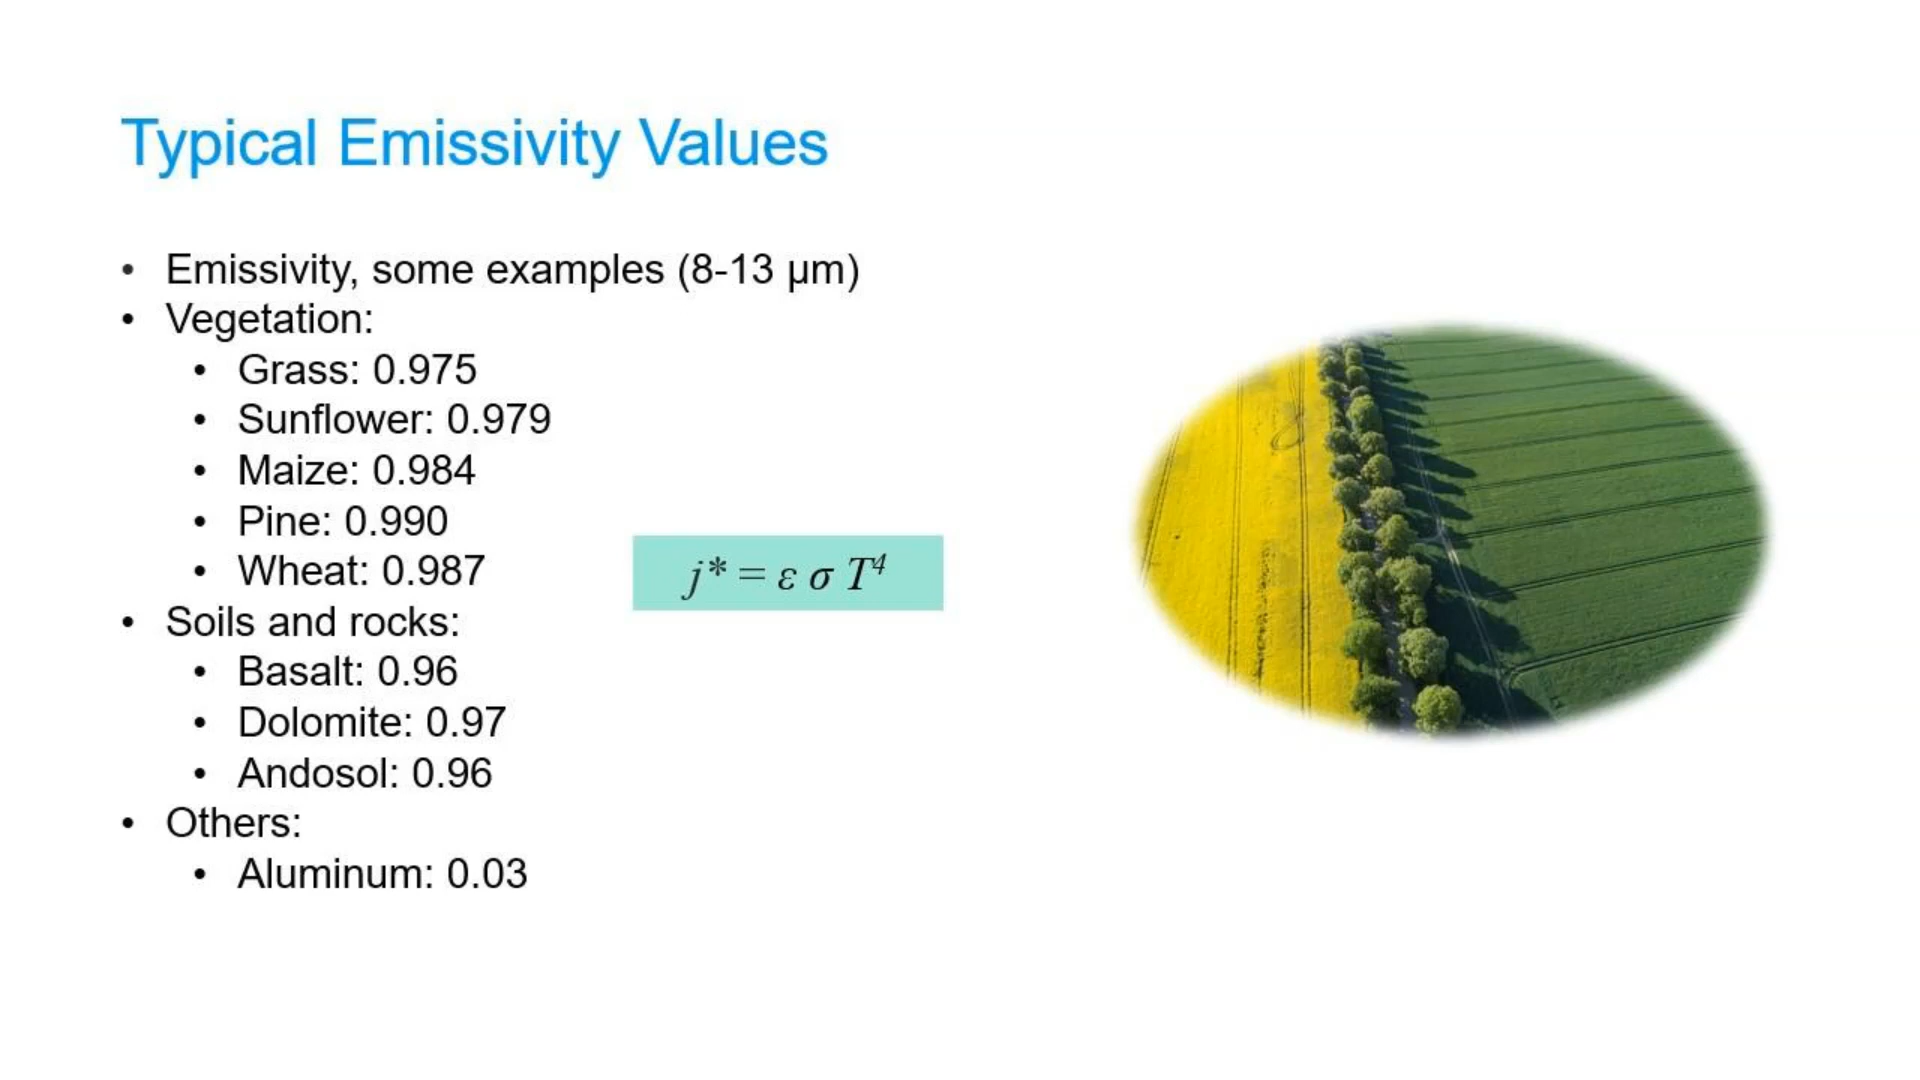 Typical Emissivity Values
• Emissivity, some examples (8-13 µm)
• Vegetation:
• Grass: 0.975
• Sunflower: 0.979
• Maize: 0.984
• Pine: 0.990
• Wheat: 0.987
j* = ε σ T⁴
• Soils and rocks:
• Basalt: 0.96
• Dolomite: 0.97
• Andosol: 0.96
• Others:
• Aluminum: 0.03